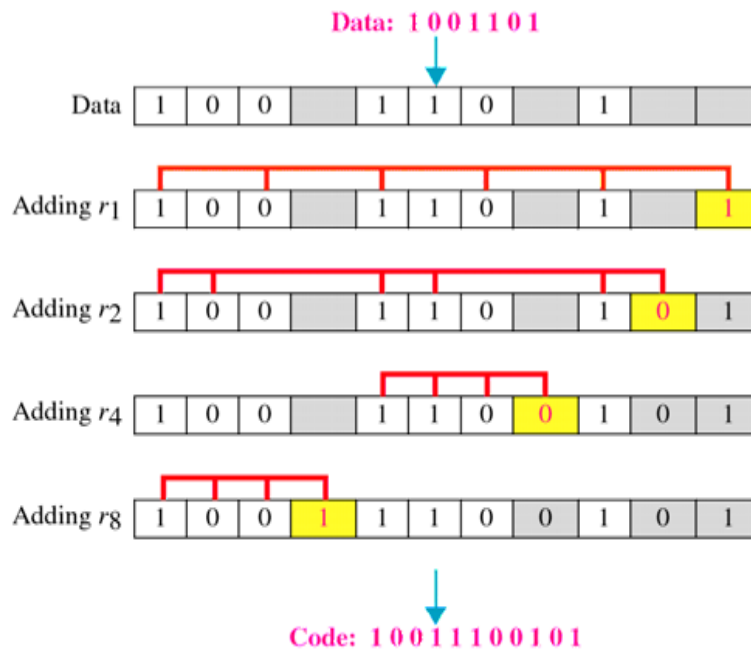 Data: 1 0 0 1 1 0 1
Data 1 0 0 1 1 0 1
Adding r1 1 0 0 1 1 0 1 1
Adding r2 1 0 0 1 1 0 1 0 1
Adding r4 1 0 0 1 1 0 0 1 0 1
Adding r8 1 0 0 1 1 1 0 0 1 0 1
Code: 1 0 0 1 1 1 0 0 1 0 1